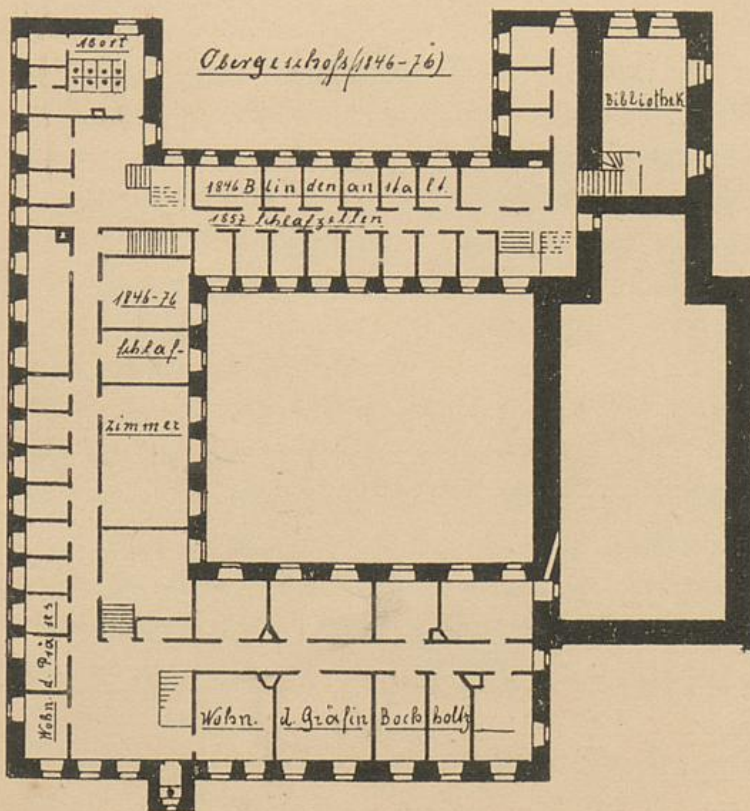 Abort
Obergeschoſs (1846-76)
Bibliothek
1846 Blindenanstalt.
1857 Schlafzellen
1846-76
Schlaf-
zimmer
Wohn. d. Präses
Wohn. d. Gräfin Bocholtz